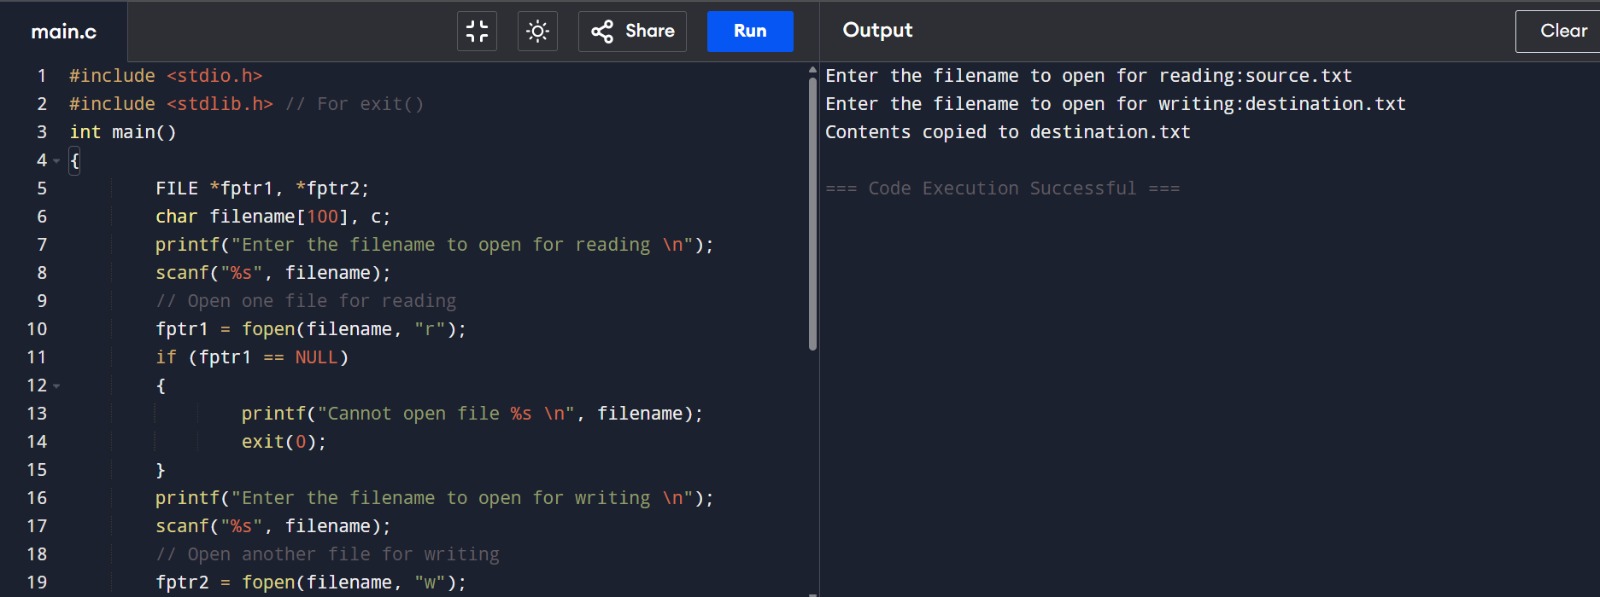 main.c
Share
Run
Output
Clear
1 #include <stdio.h>
2 #include <stdlib.h> // For exit()
3 int main()
4 {
5 FILE *fptr1, *fptr2;
6 char filename[100], c;
7 printf("Enter the filename to open for reading \n");
8 scanf("%s", filename);
9 // Open one file for reading
10 fptr1 = fopen(filename, "r");
11 if (fptr1 == NULL)
12 {
13 printf("Cannot open file %s \n", filename);
14 exit(0);
15 }
16 printf("Enter the filename to open for writing \n");
17 scanf("%s", filename);
18 // Open another file for writing
19 fptr2 = fopen(filename, "w");
Enter the filename to open for reading:source.txt
Enter the filename to open for writing:destination.txt
Contents copied to destination.txt
=== Code Execution Successful ===